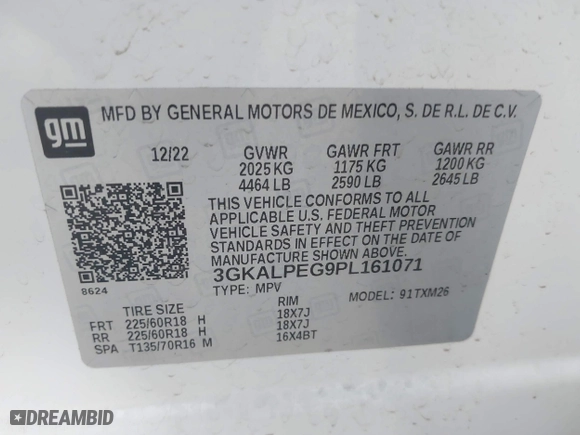 gm
MFD BY GENERAL MOTORS DE MEXICO, S. DE R.L. DE C.V.
12/22 GVWR GAWR FRT GAWR RR
2025 KG 1175 KG 1200 KG
4464 LB 2590 LB 2645 LB
THIS VEHICLE CONFORMS TO ALL
APPLICABLE U.S. FEDERAL MOTOR
VEHICLE SAFETY AND THEFT PREVENTION
STANDARDS IN EFFECT ON THE DATE OF
MANUFACTURE SHOWN ABOVE.
3GKALPEG9PL161071
8624
TYPE: MPV MODEL: 91TXM26
TIRE SIZE RIM
FRT 225/60R18 H 18X7J
RR 225/60R18 H 18X7J
SPA T135/70R16 M 16X4BT
DREAMBID